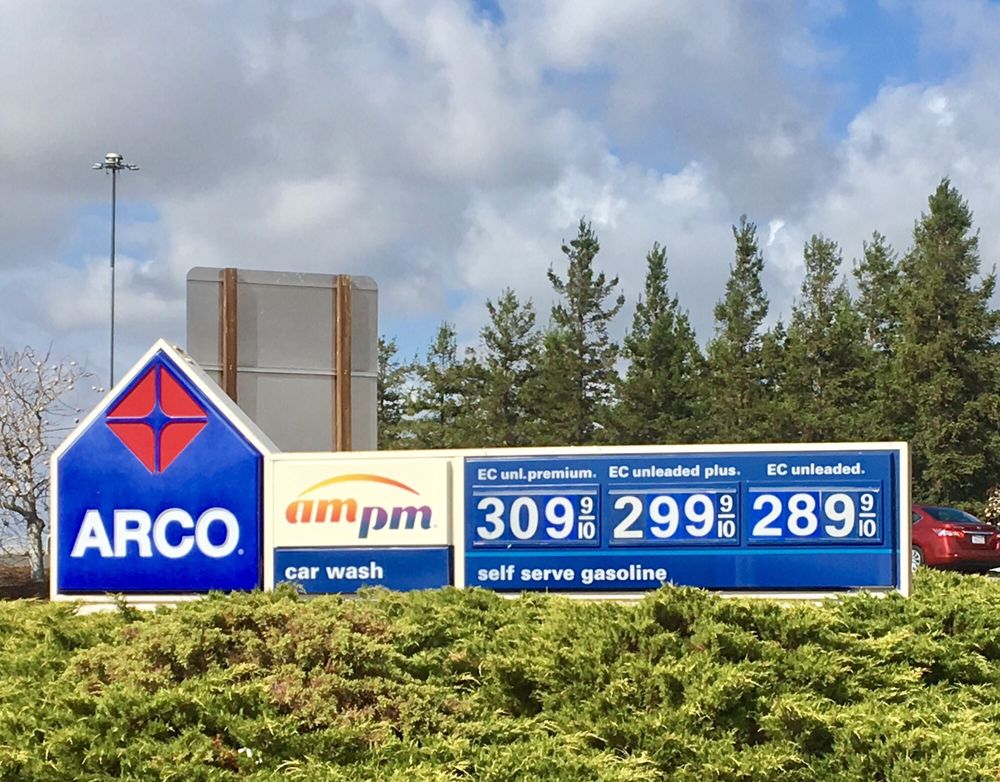 ARCO
ampm
car wash
EC unl.premium. EC unleaded plus. EC unleaded.
309 9/10 299 9/10 289 9/10
self serve gasoline